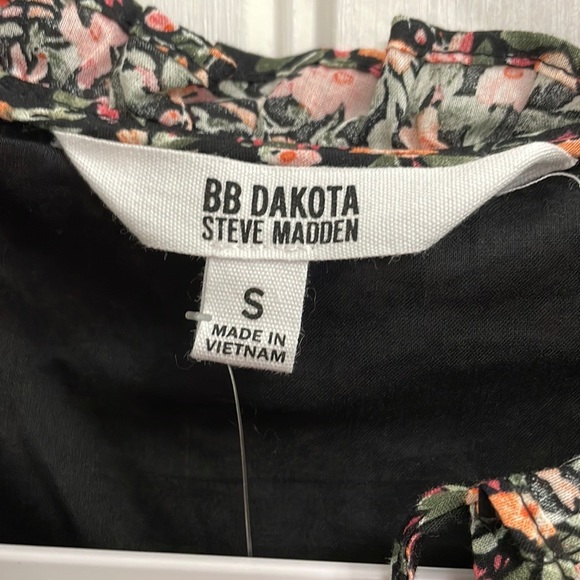 BB DAKOTA
STEVE MADDEN
S
MADE IN
VIETNAM